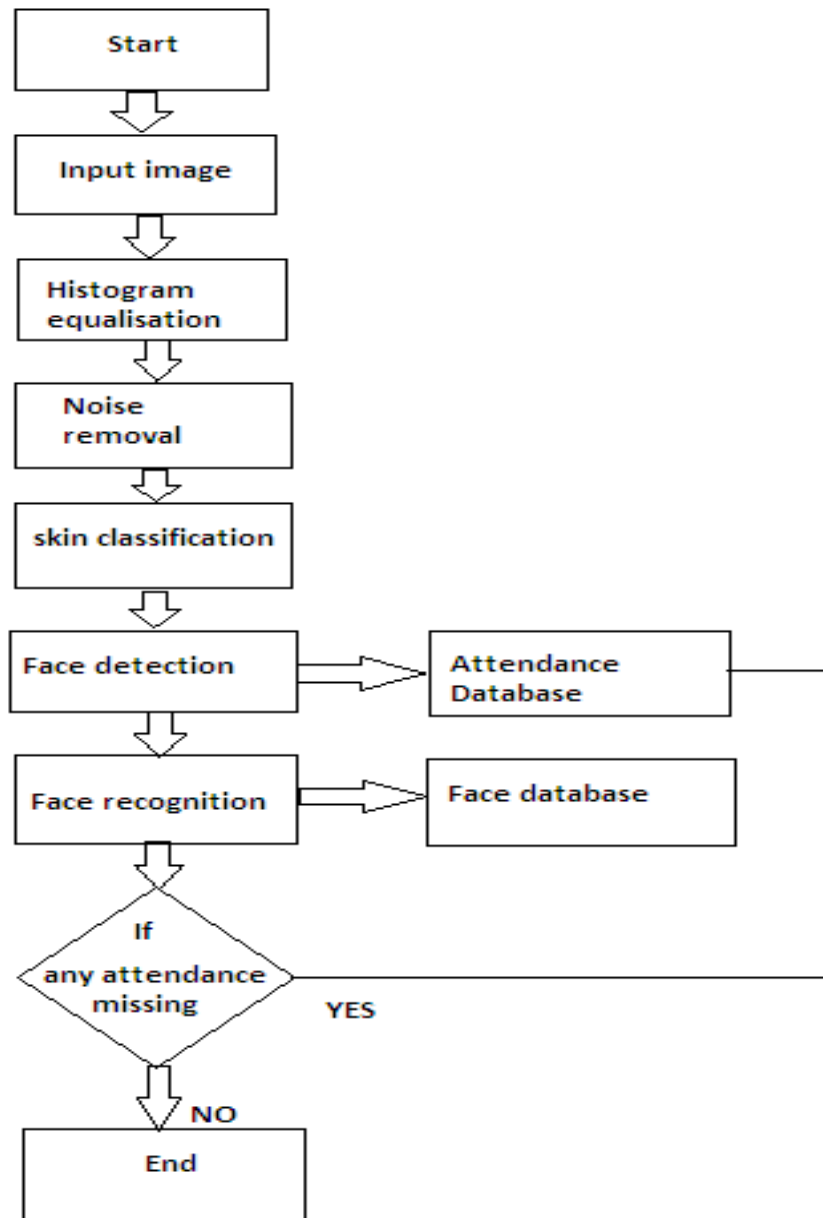 Start
Input image
Histogram
equalisation
Noise
removal
skin classification
Face detection
Attendance
Database
Face recognition
Face database
If
any attendance
missing
YES
NO
End